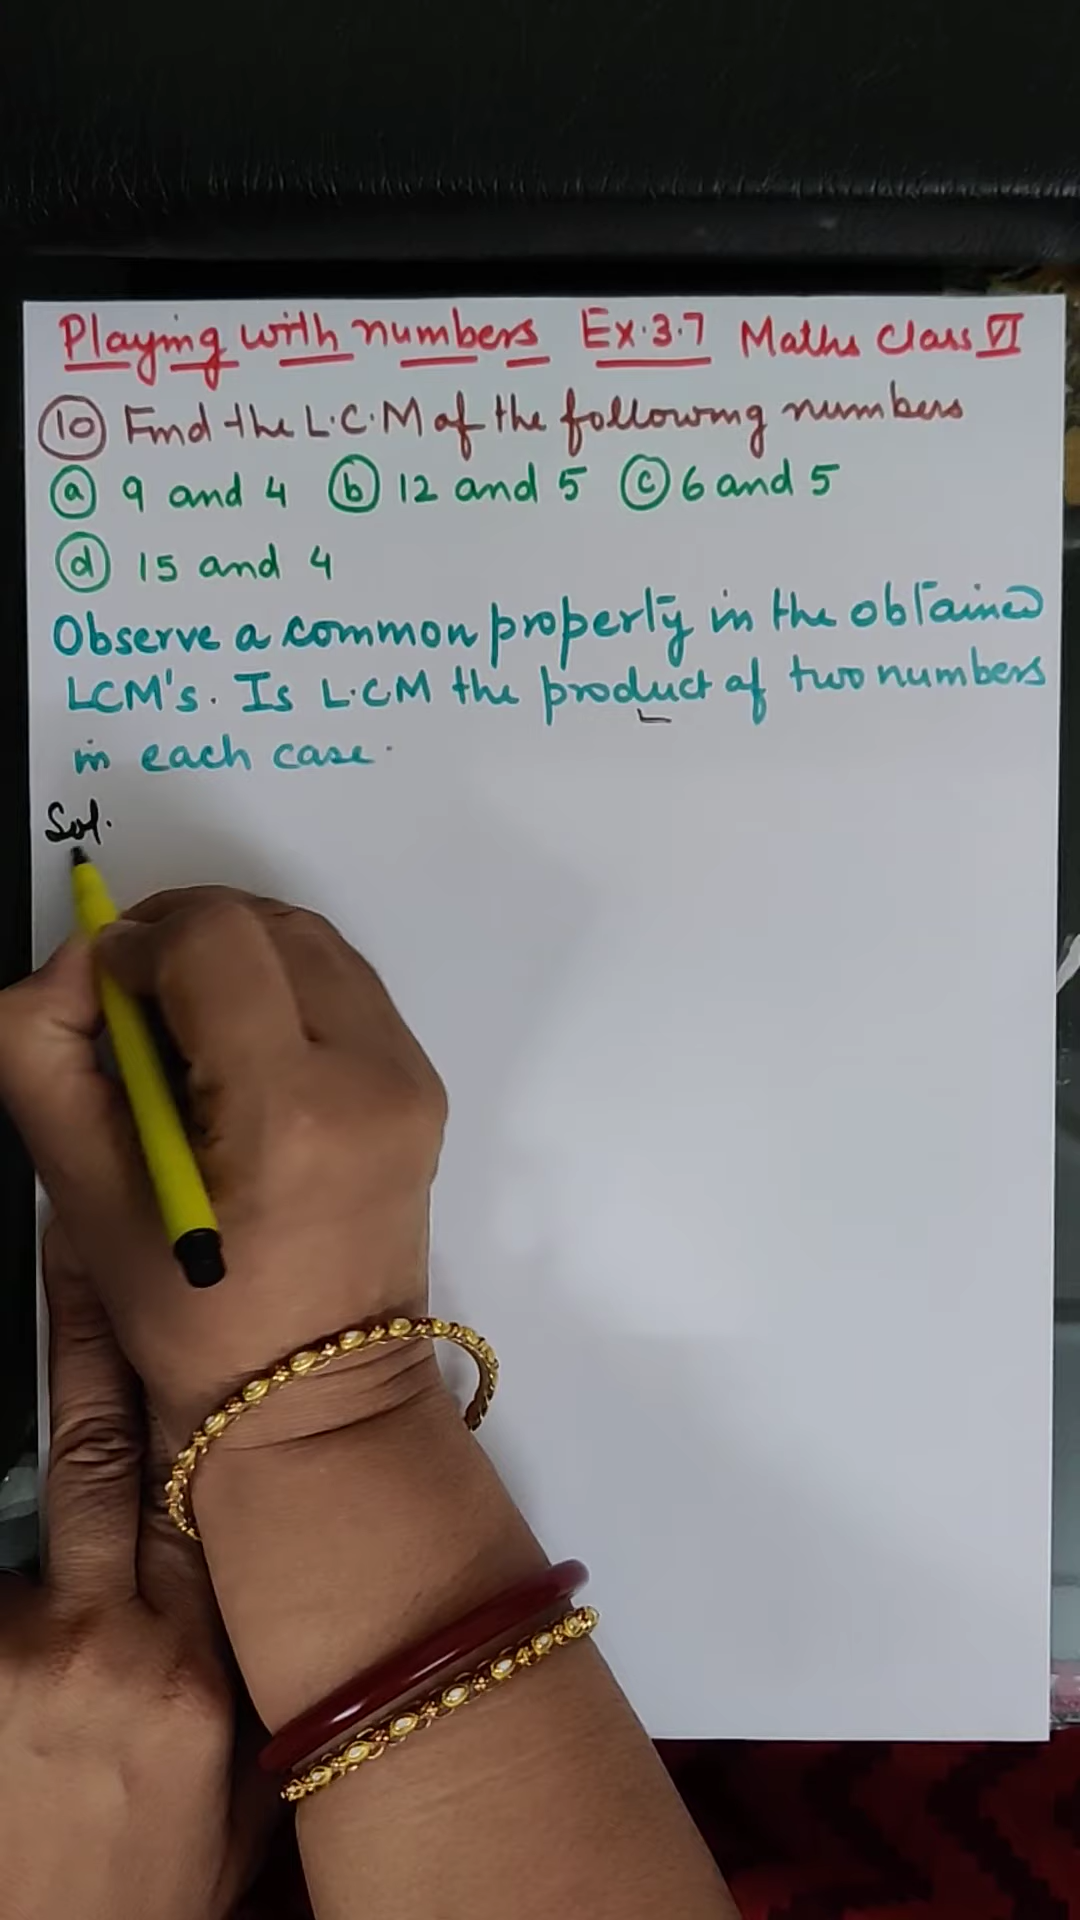 Playing with numbers Ex.3.7 Maths Class VI
10 Find the L.C.M of the following numbers
a 9 and 4 b 12 and 5 c 6 and 5
d 15 and 4
Observe a common property in the obtained
LCM's. Is L.CM the product of two numbers
in each case.
Sol.